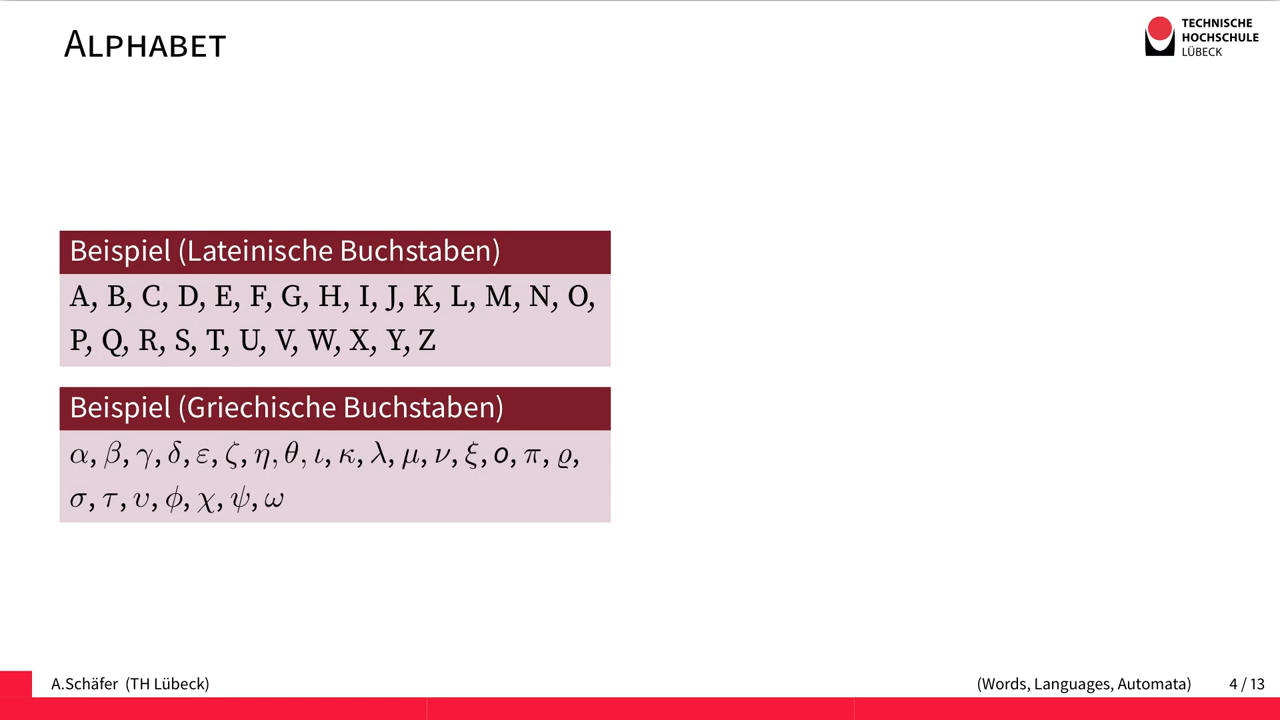 ALPHABET
TECHNISCHE
HOCHSCHULE
LÜBECK
Beispiel (Lateinische Buchstaben)
A, B, C, D, E, F, G, H, I, J, K, L, M, N, O,
P, Q, R, S, T, U, V, W, X, Y, Z
Beispiel (Griechische Buchstaben)
α, β, γ, δ, ε, ζ, η, θ, ι, κ, λ, μ, ν, ξ, o, π, ϱ,
σ, τ, υ, ϕ, χ, ψ, ω
A.Schäfer (TH Lübeck)
(Words, Languages, Automata) 4 / 13